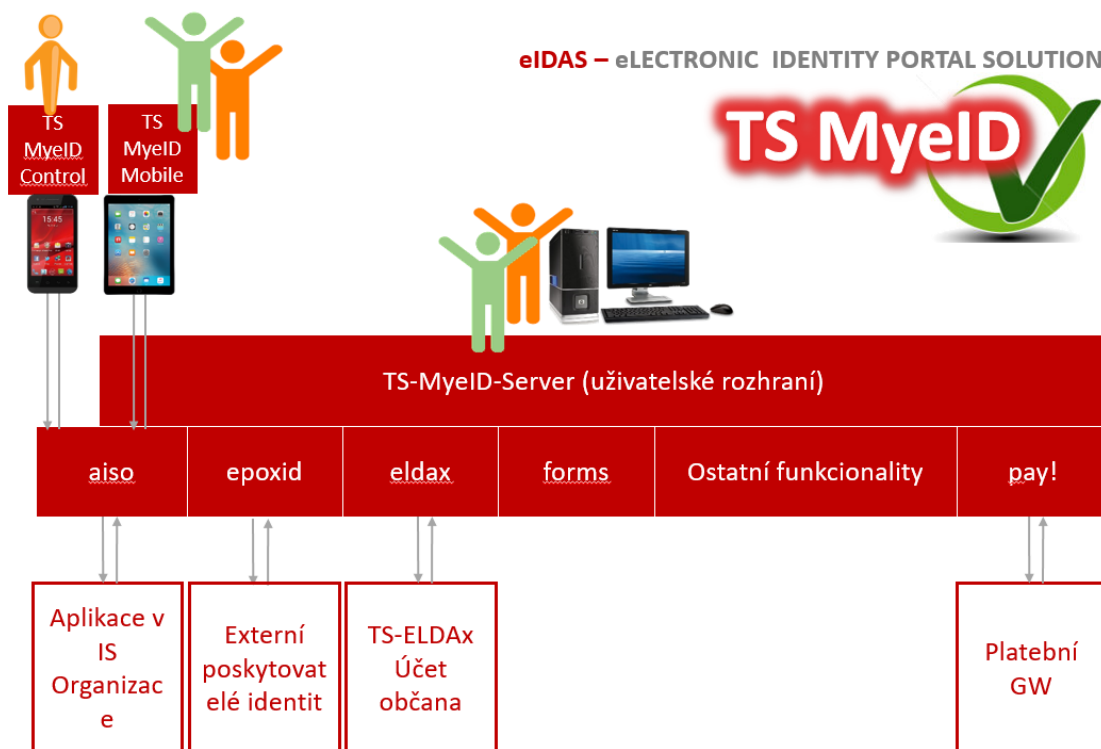 eIDAS – eLECTRONIC IDENTITY PORTAL SOLUTION
TS MyeID
TS
MyeID
Control
TS
MyeID
Mobile
15:45
TS-MyeID-Server (uživatelské rozhraní)
aiso
epoxid
eldax
forms
Ostatní funkcionality
pay!
Aplikace v
IS
Organizac
e
Externí
poskytovat
elé identit
TS-ELDAx
Účet
občana
Platební
GW